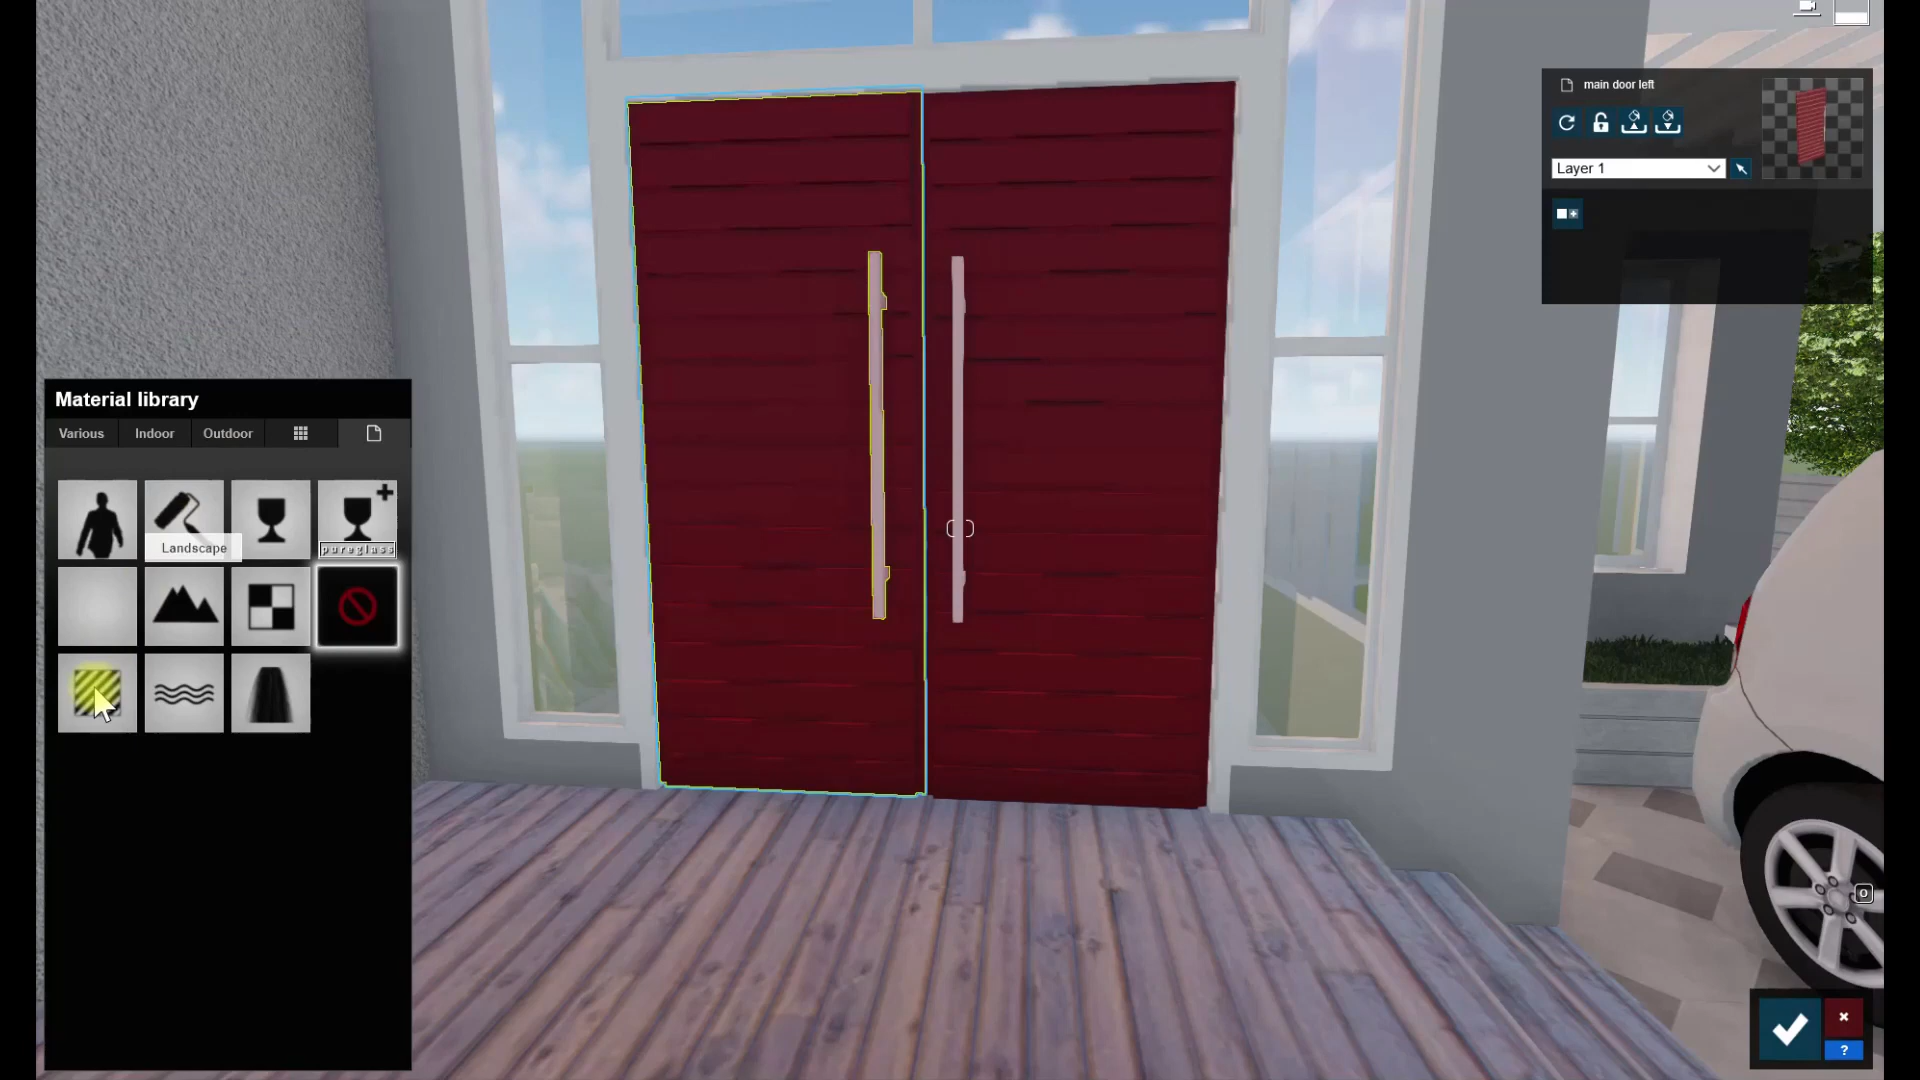 main door left
Layer 1
Material library
Various Indoor Outdoor
Landscape
pureglass
?